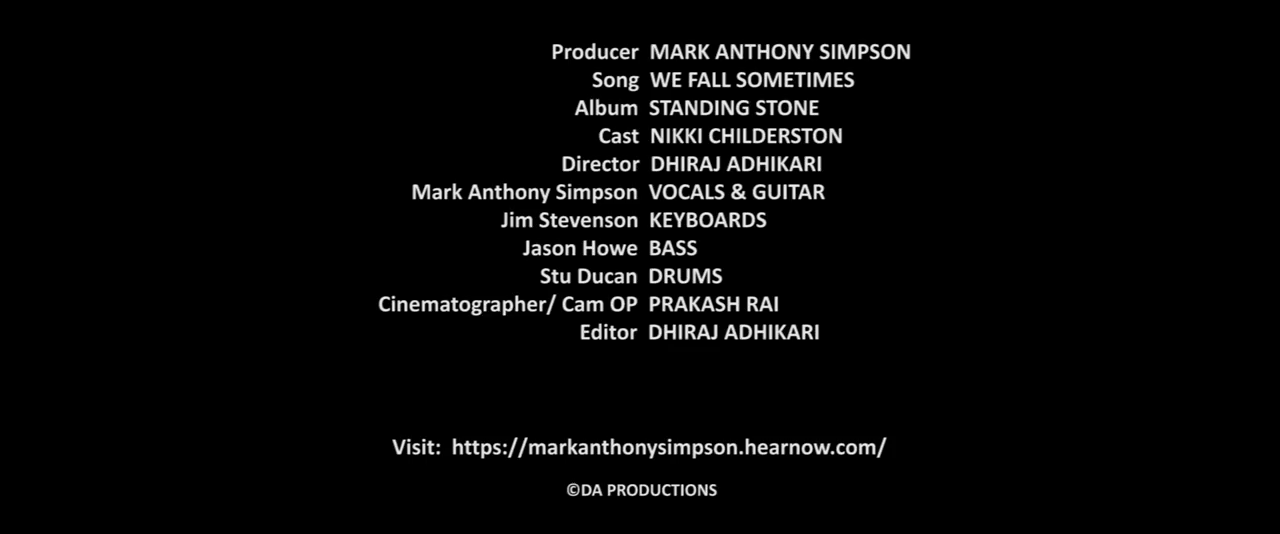 Producer MARK ANTHONY SIMPSON
Song WE FALL SOMETIMES
Album STANDING STONE
Cast NIKKI CHILDERSTON
Director DHIRAJ ADHIKARI
Mark Anthony Simpson VOCALS & GUITAR
Jim Stevenson KEYBOARDS
Jason Howe BASS
Stu Ducan DRUMS
Cinematographer/ Cam OP PRAKASH RAI
Editor DHIRAJ ADHIKARI
Visit: https://markanthonysimpson.hearnow.com/
©DA PRODUCTIONS